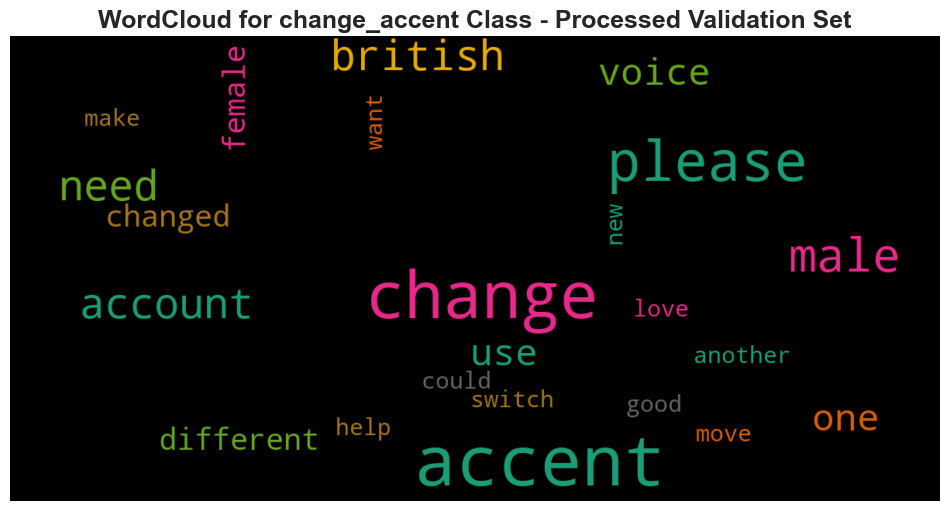 WordCloud for change_accent Class - Processed Validation Set
british
female
voice
want
make
please
need
changed
new
male
change
account
love
use
another
could
switch
good
one
help
move
different
accent